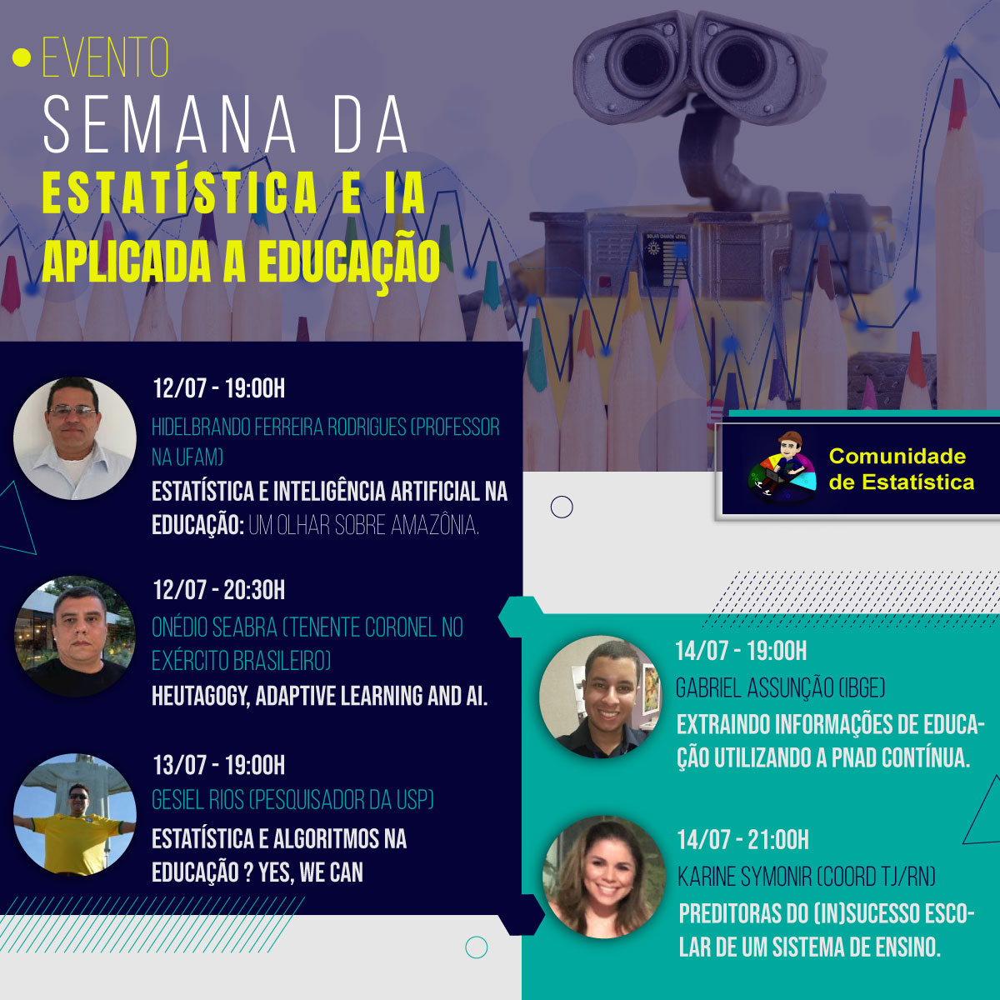 EVENTO
SEMANA DA
ESTATÍSTICA E IA
APLICADA A EDUCAÇÃO
SOLAR CHARGE LEVEL
Comunidade
de Estatística
12/07 - 19:00H
HIDELBRANDO FERREIRA RODRIGUES (PROFESSOR
NA UFAM)
ESTATÍSTICA E INTELIGÊNCIA ARTIFICIAL NA
EDUCAÇÃO: UM OLHAR SOBRE AMAZÔNIA.
12/07 - 20:30H
ONÉDIO SEABRA (TENENTE CORONEL NO
EXÉRCITO BRASILEIRO)
HEUTAGOGY, ADAPTIVE LEARNING AND AI.
13/07 - 19:00H
GESIEL RIOS (PESQUISADOR DA USP)
ESTATÍSTICA E ALGORITMOS NA
EDUCAÇÃO ? YES, WE CAN
14/07 - 19:00H
GABRIEL ASSUNÇÃO (IBGE)
EXTRAINDO INFORMAÇÕES DE EDUCA-
ÇÃO UTILIZANDO A PNAD CONTÍNUA.
14/07 - 21:00H
KARINE SYMONIR (COORD TJ/RN)
PREDITORAS DO (IN)SUCESSO ESCO-
LAR DE UM SISTEMA DE ENSINO.